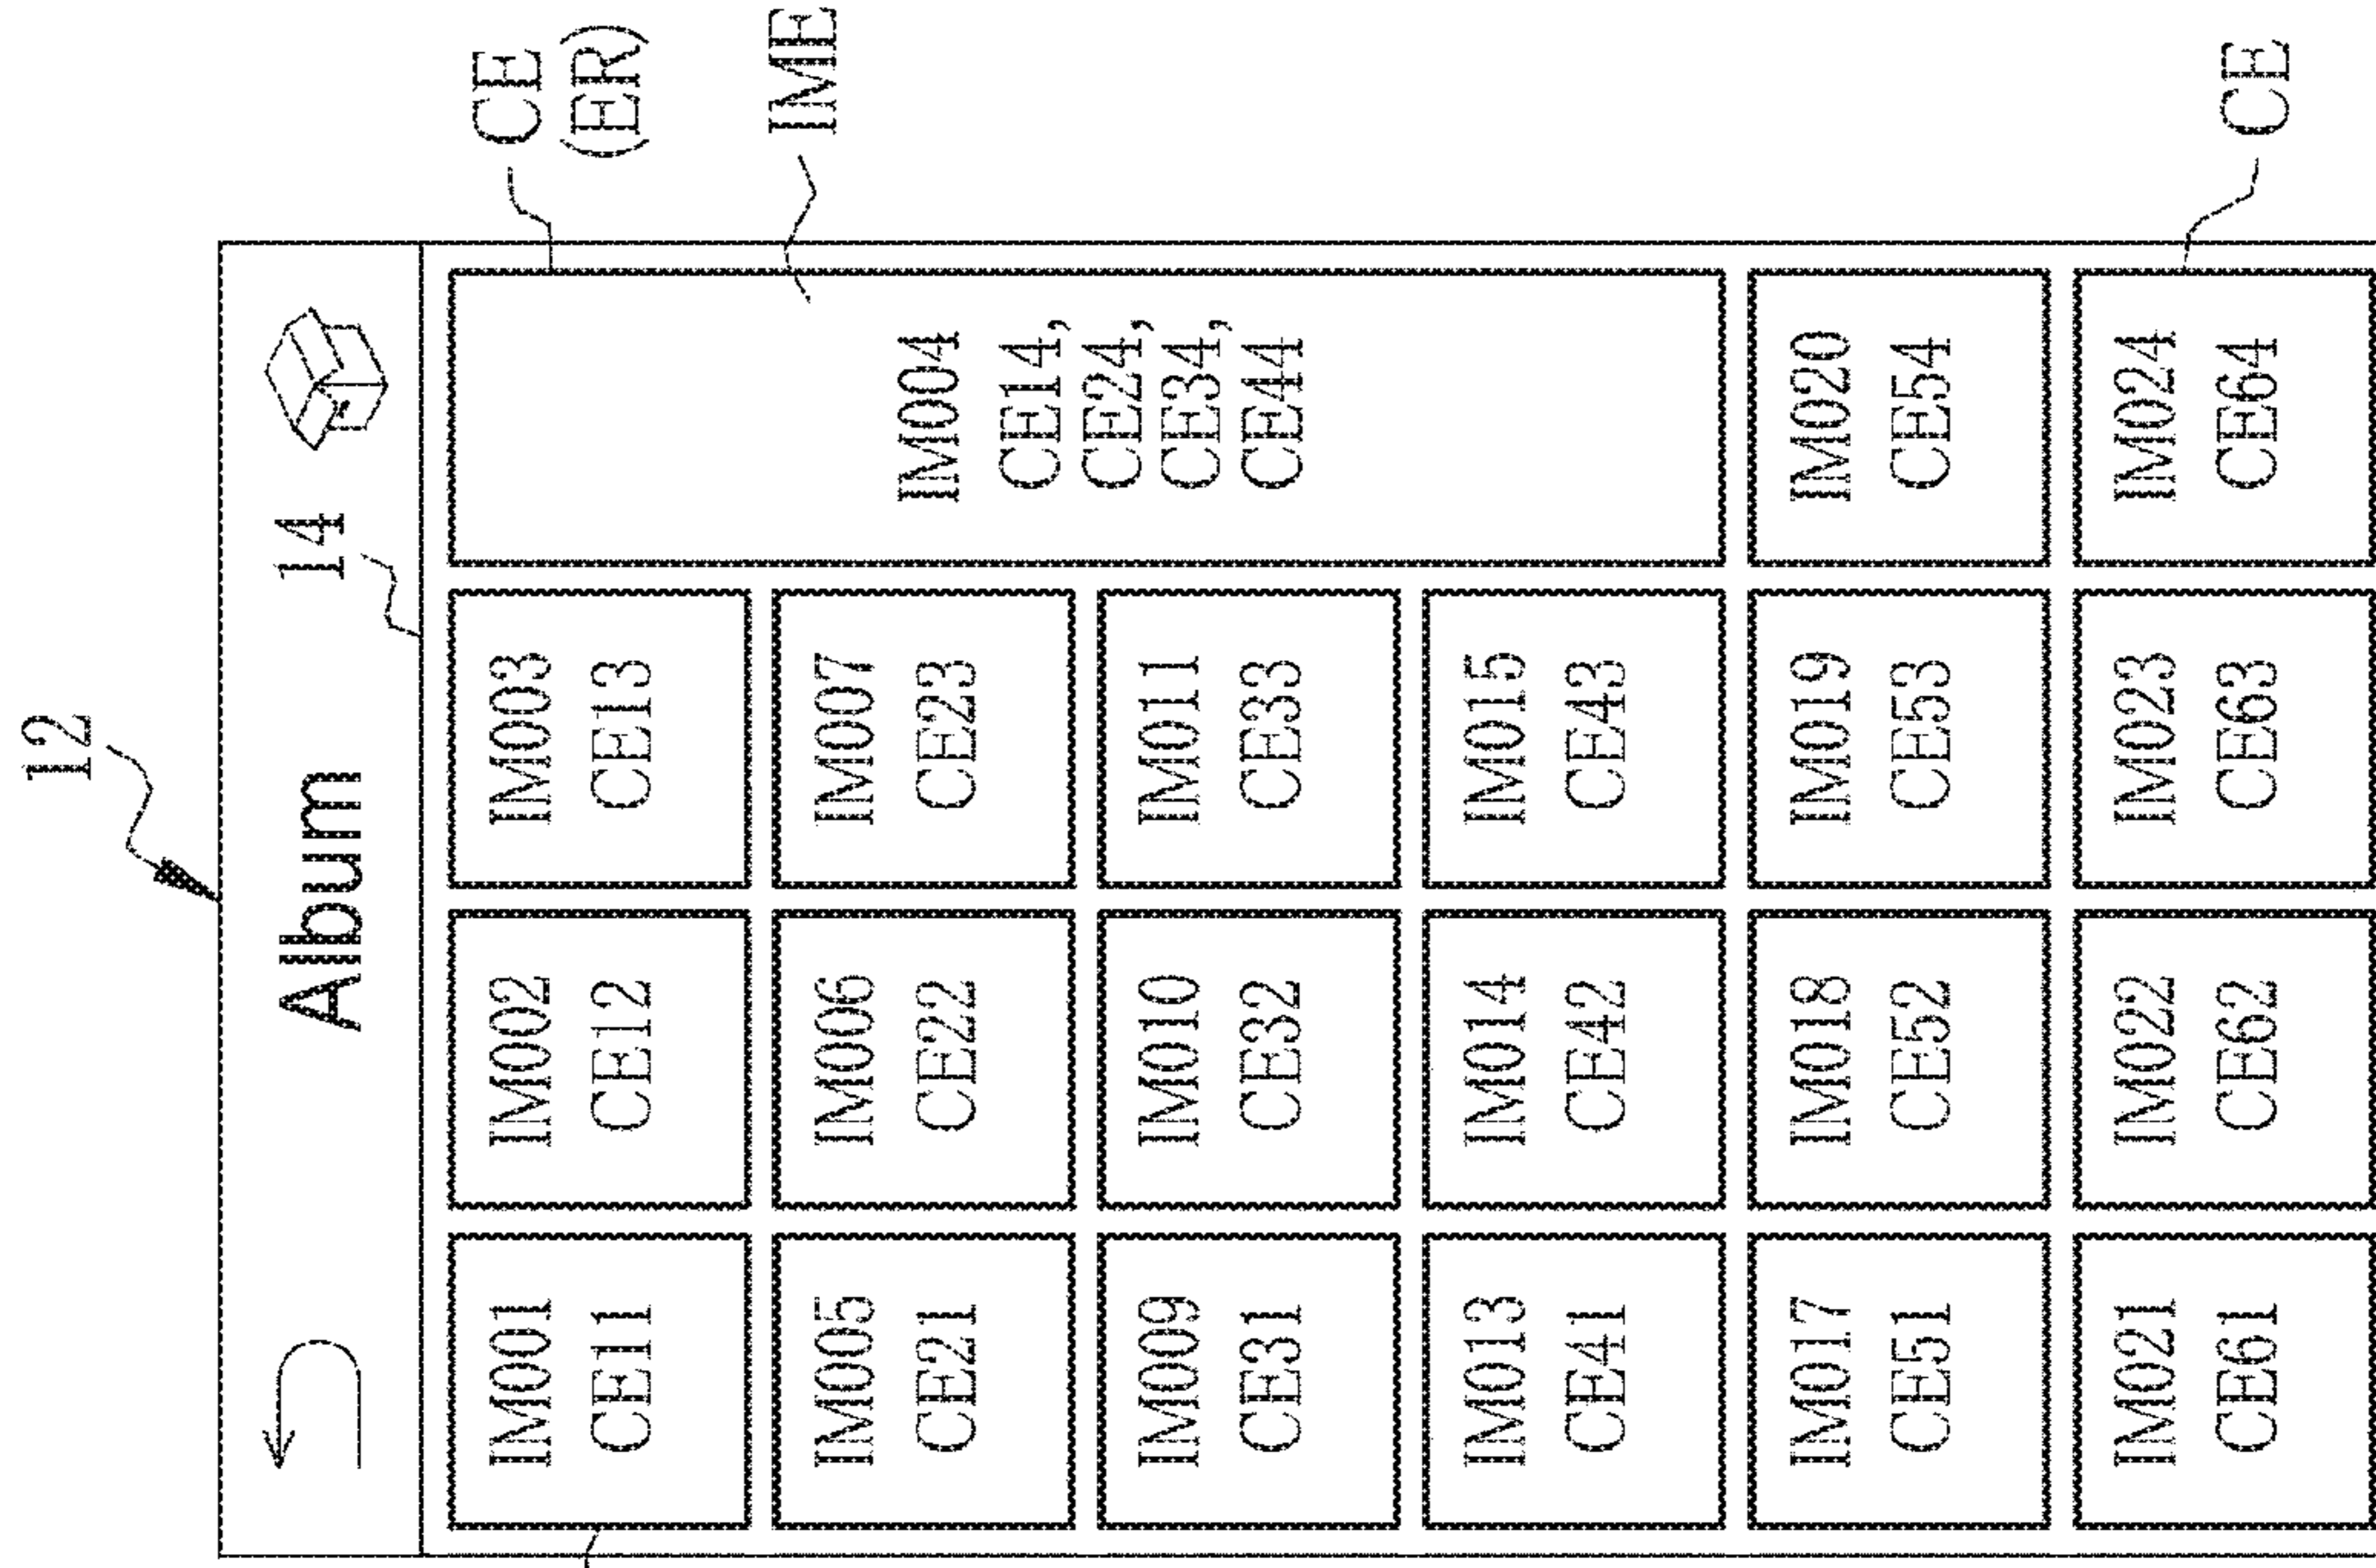 12
Album
14
CE
(ER)
IME
IM001
CE11
IM002
CE12
IM003
CE13
IM004
CE14,
CE24,
CE34,
CE44
IM005
CE21
IM006
CE22
IM007
CE23
IM009
CE31
IM010
CE32
IM011
CE33
IM013
CE41
IM014
CE42
IM015
CE43
IM017
CE51
IM018
CE52
IM019
CE53
IM020
CE54
IM021
CE61
IM022
CE62
IM023
CE63
IM024
CE64
CE